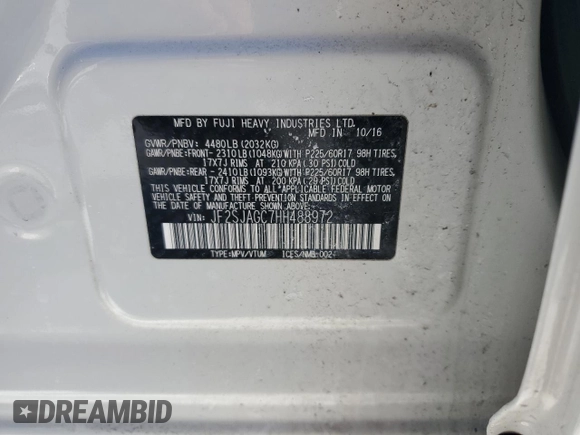 MFD BY FUJI HEAVY INDUSTRIES LTD.
MFD IN 10/16
GVWR/PNBV: 4480LB(2032KG)
GAWR/PNBE:FRONT- 2310LB(1048KG)WITH P225/60R17 98H TIRES,
17X7J RIMS AT 210 KPA(30 PSI)COLD
GAWR/PNBE:REAR - 2410LB(1093KG)WITH P225/60R17 98H TIRES,
17X7J RIMS AT 200 KPA(29 PSI)COLD
THIS VEHICLE CONFORMS TO ALL APPLICABLE FEDERAL MOTOR
VEHICLE SAFETY AND THEFT PREVENTION STANDARDS IN EFFECT
ON THE DATE OF MANUFACTURE SHOWN ABOVE.
VIN: JF2SJAGC7HH488972
TYPE:MPV/VTUM ICES/NMB-002
DREAMBID